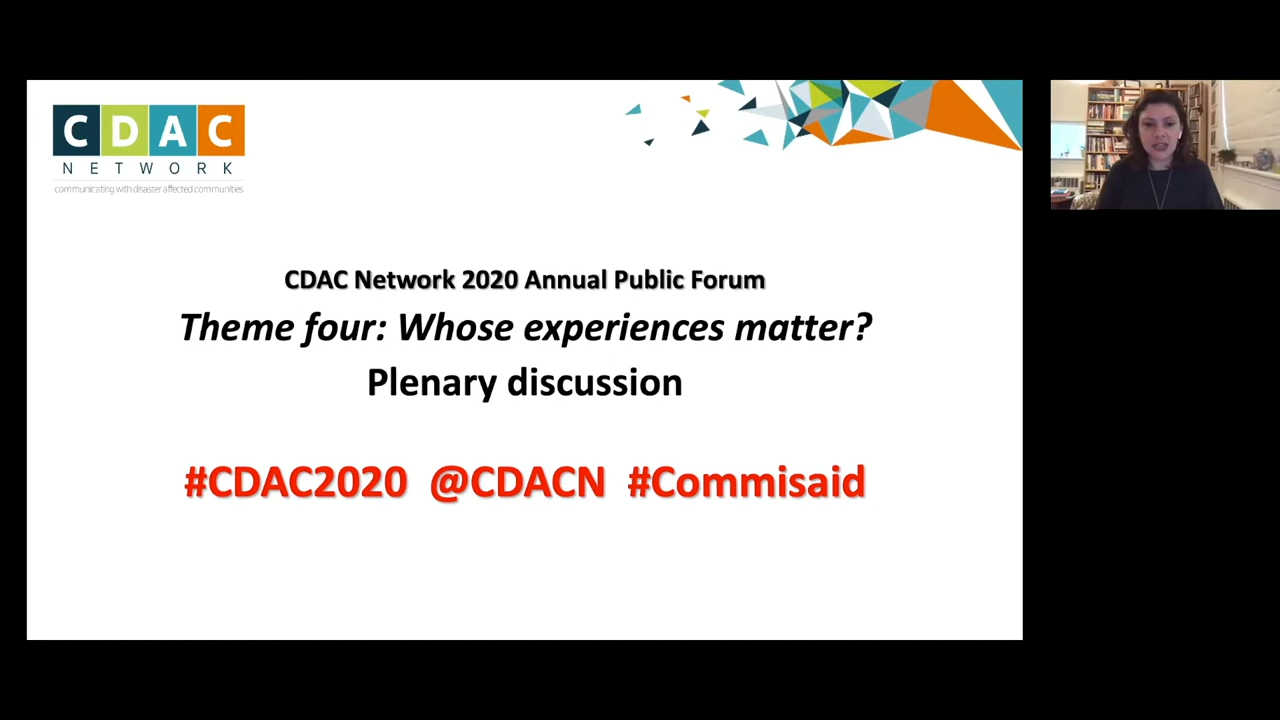 CDAC
NETWORK
communicating with disaster affected communities
CDAC Network 2020 Annual Public Forum
Theme four: Whose experiences matter?
Plenary discussion
#CDAC2020 @CDACN #Commisaid